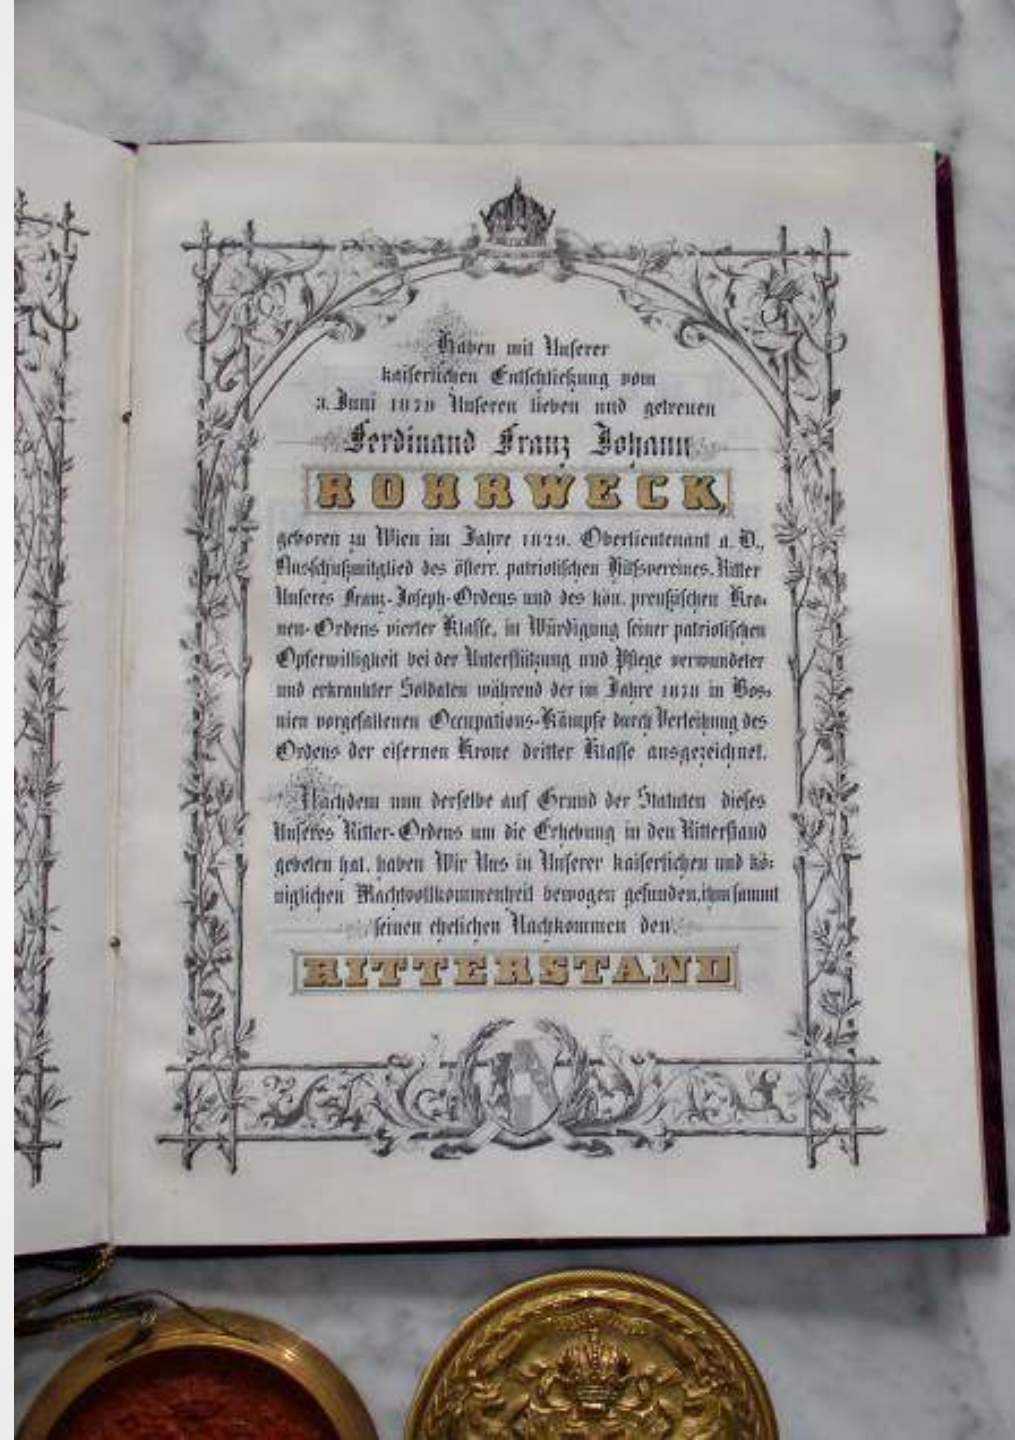 Haben mit Unserer
kaiserlichen Entschließung vom
3. Juni 1879 Unseren lieben und getreuen
Ferdinand Franz Johann
ROHRWECK,
geboren zu Wien im Jahre 1829. Oberlieutenant a. D.,
Ausschußmitglied des österr. patriotischen Hilfsvereines, Ritter
Unseres Franz-Joseph-Ordens und des kön. preußischen Kro-
nen-Ordens vierter Klasse, in Würdigung seiner patriotischen
Opferwilligkeit bei der Unterstützung und Pflege verwundeter
und erkrankter Soldaten während der im Jahre 1878 in Bos-
nien vorgefallenen Occupations-Kämpfe durch Verleihung des
Ordens der eisernen Krone dritter Klasse ausgezeichnet.
Nachdem nun derselbe auf Grund der Statuten dieses
Unseres Ritter-Ordens um die Erhebung in den Ritterstand
gebeten hat, haben Wir Uns in Unserer kaiserlichen und kö-
niglichen Machtvollkommenheit bewogen gefunden, ihm sammt
seinen ehelichen Nachkommen den
RITTERSTAND